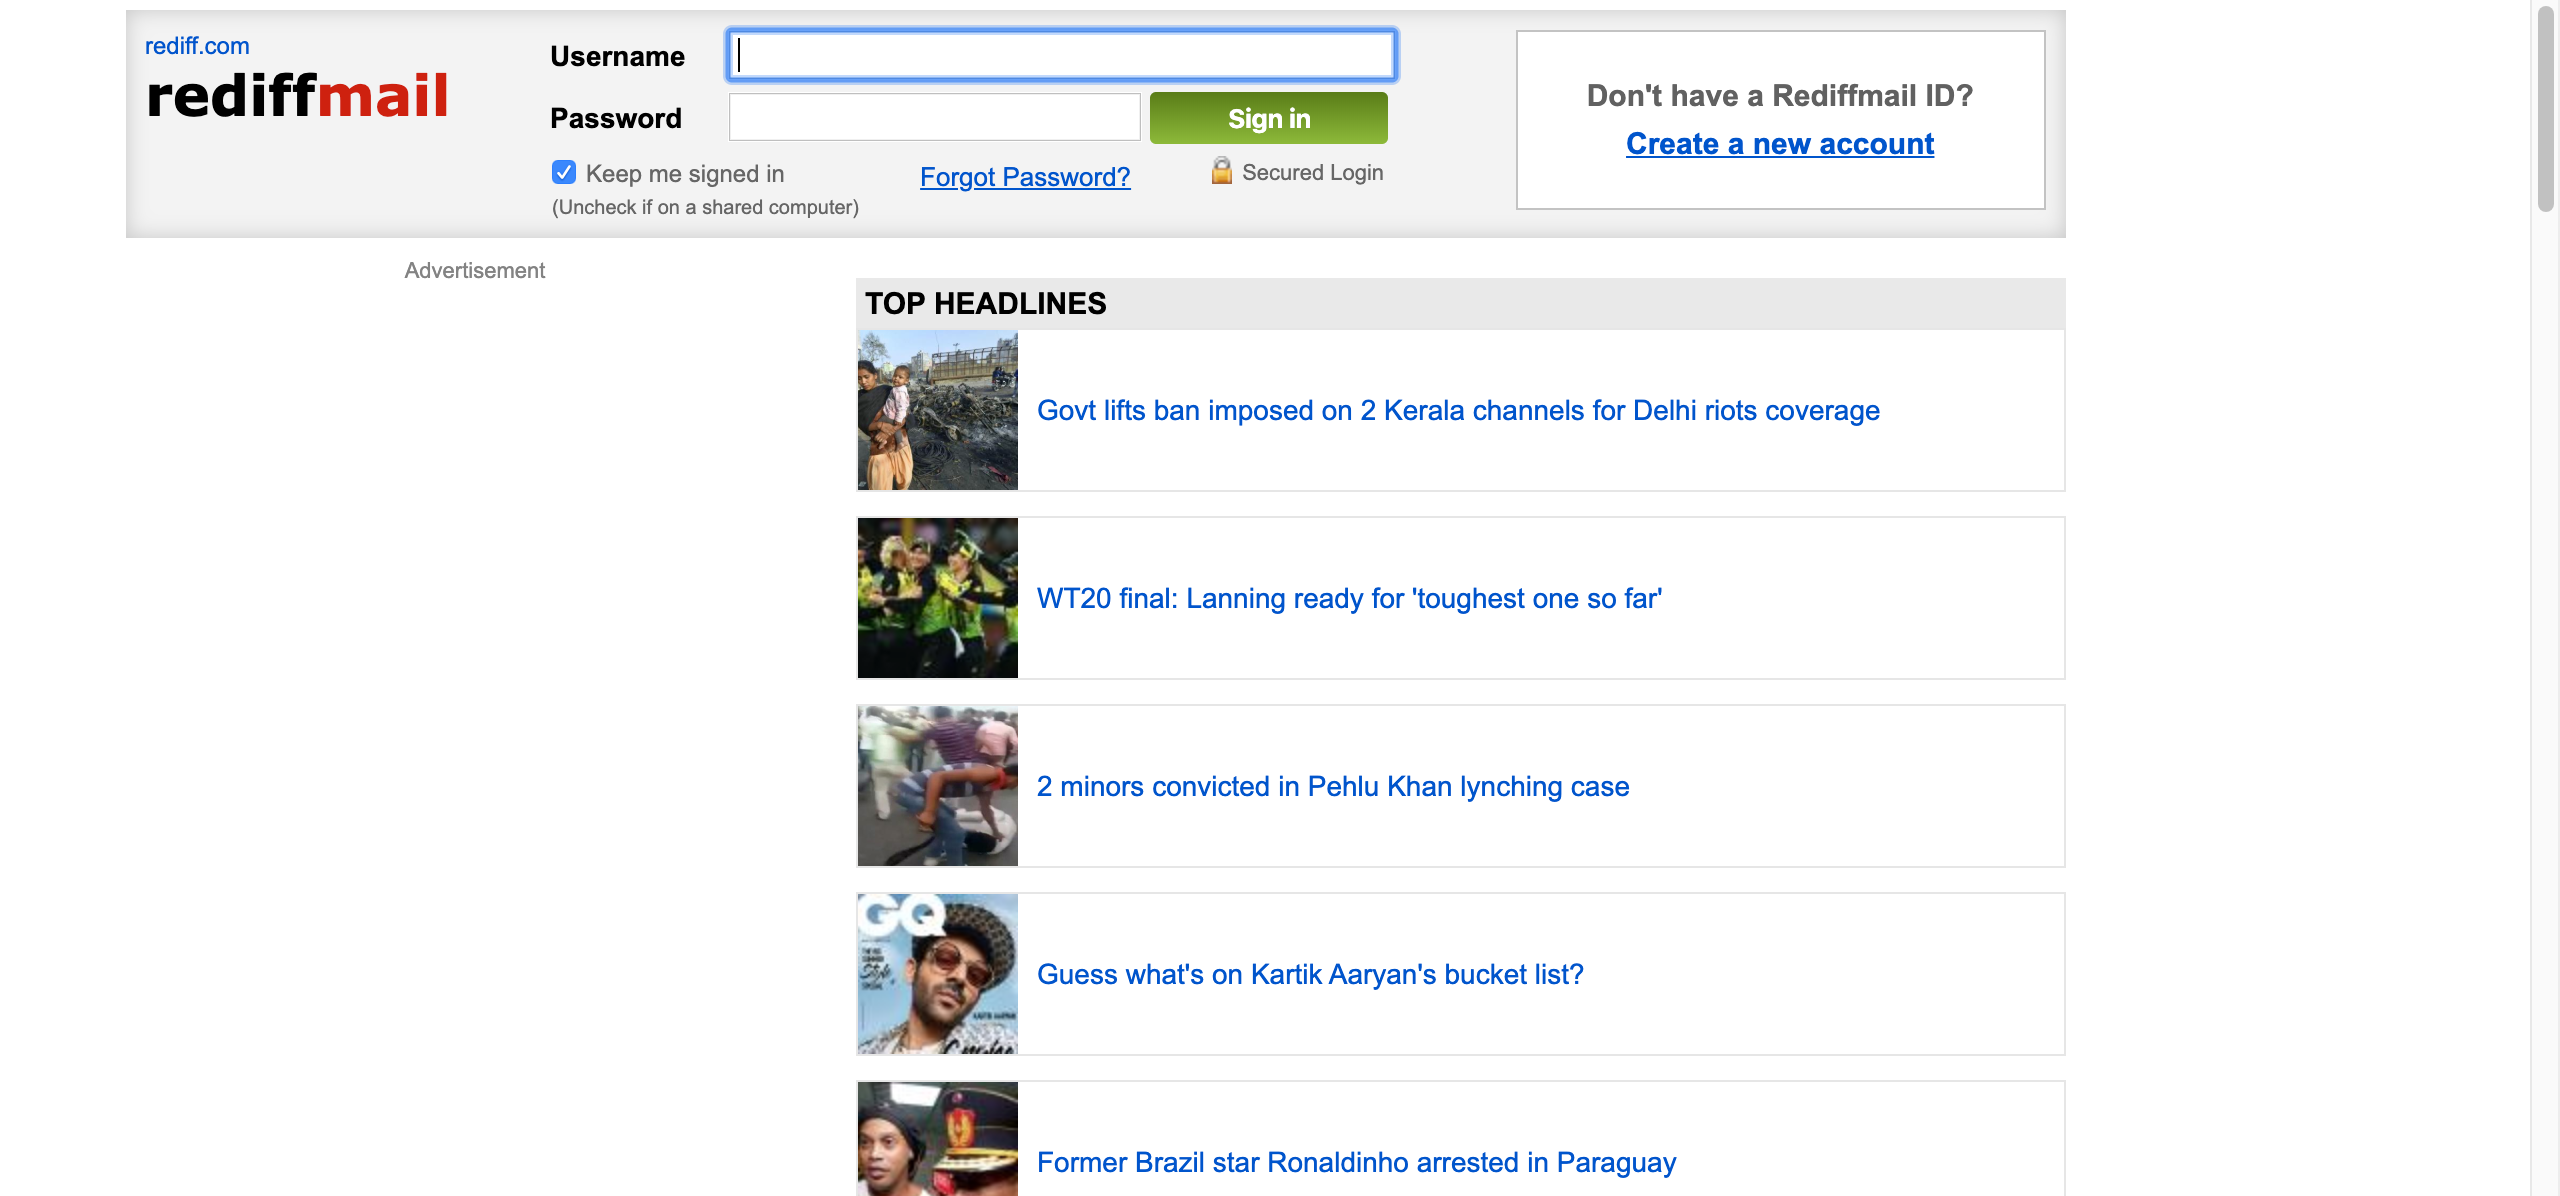 rediff.com
rediffmail
Username
Password
Sign in
Keep me signed in
(Uncheck if on a shared computer)
Forgot Password?
Secured Login
Don't have a Rediffmail ID?
Create a new account
Advertisement
TOP HEADLINES
Govt lifts ban imposed on 2 Kerala channels for Delhi riots coverage
WT20 final: Lanning ready for 'toughest one so far'
2 minors convicted in Pehlu Khan lynching case
GQ
Guess what's on Kartik Aaryan's bucket list?
Former Brazil star Ronaldinho arrested in Paraguay